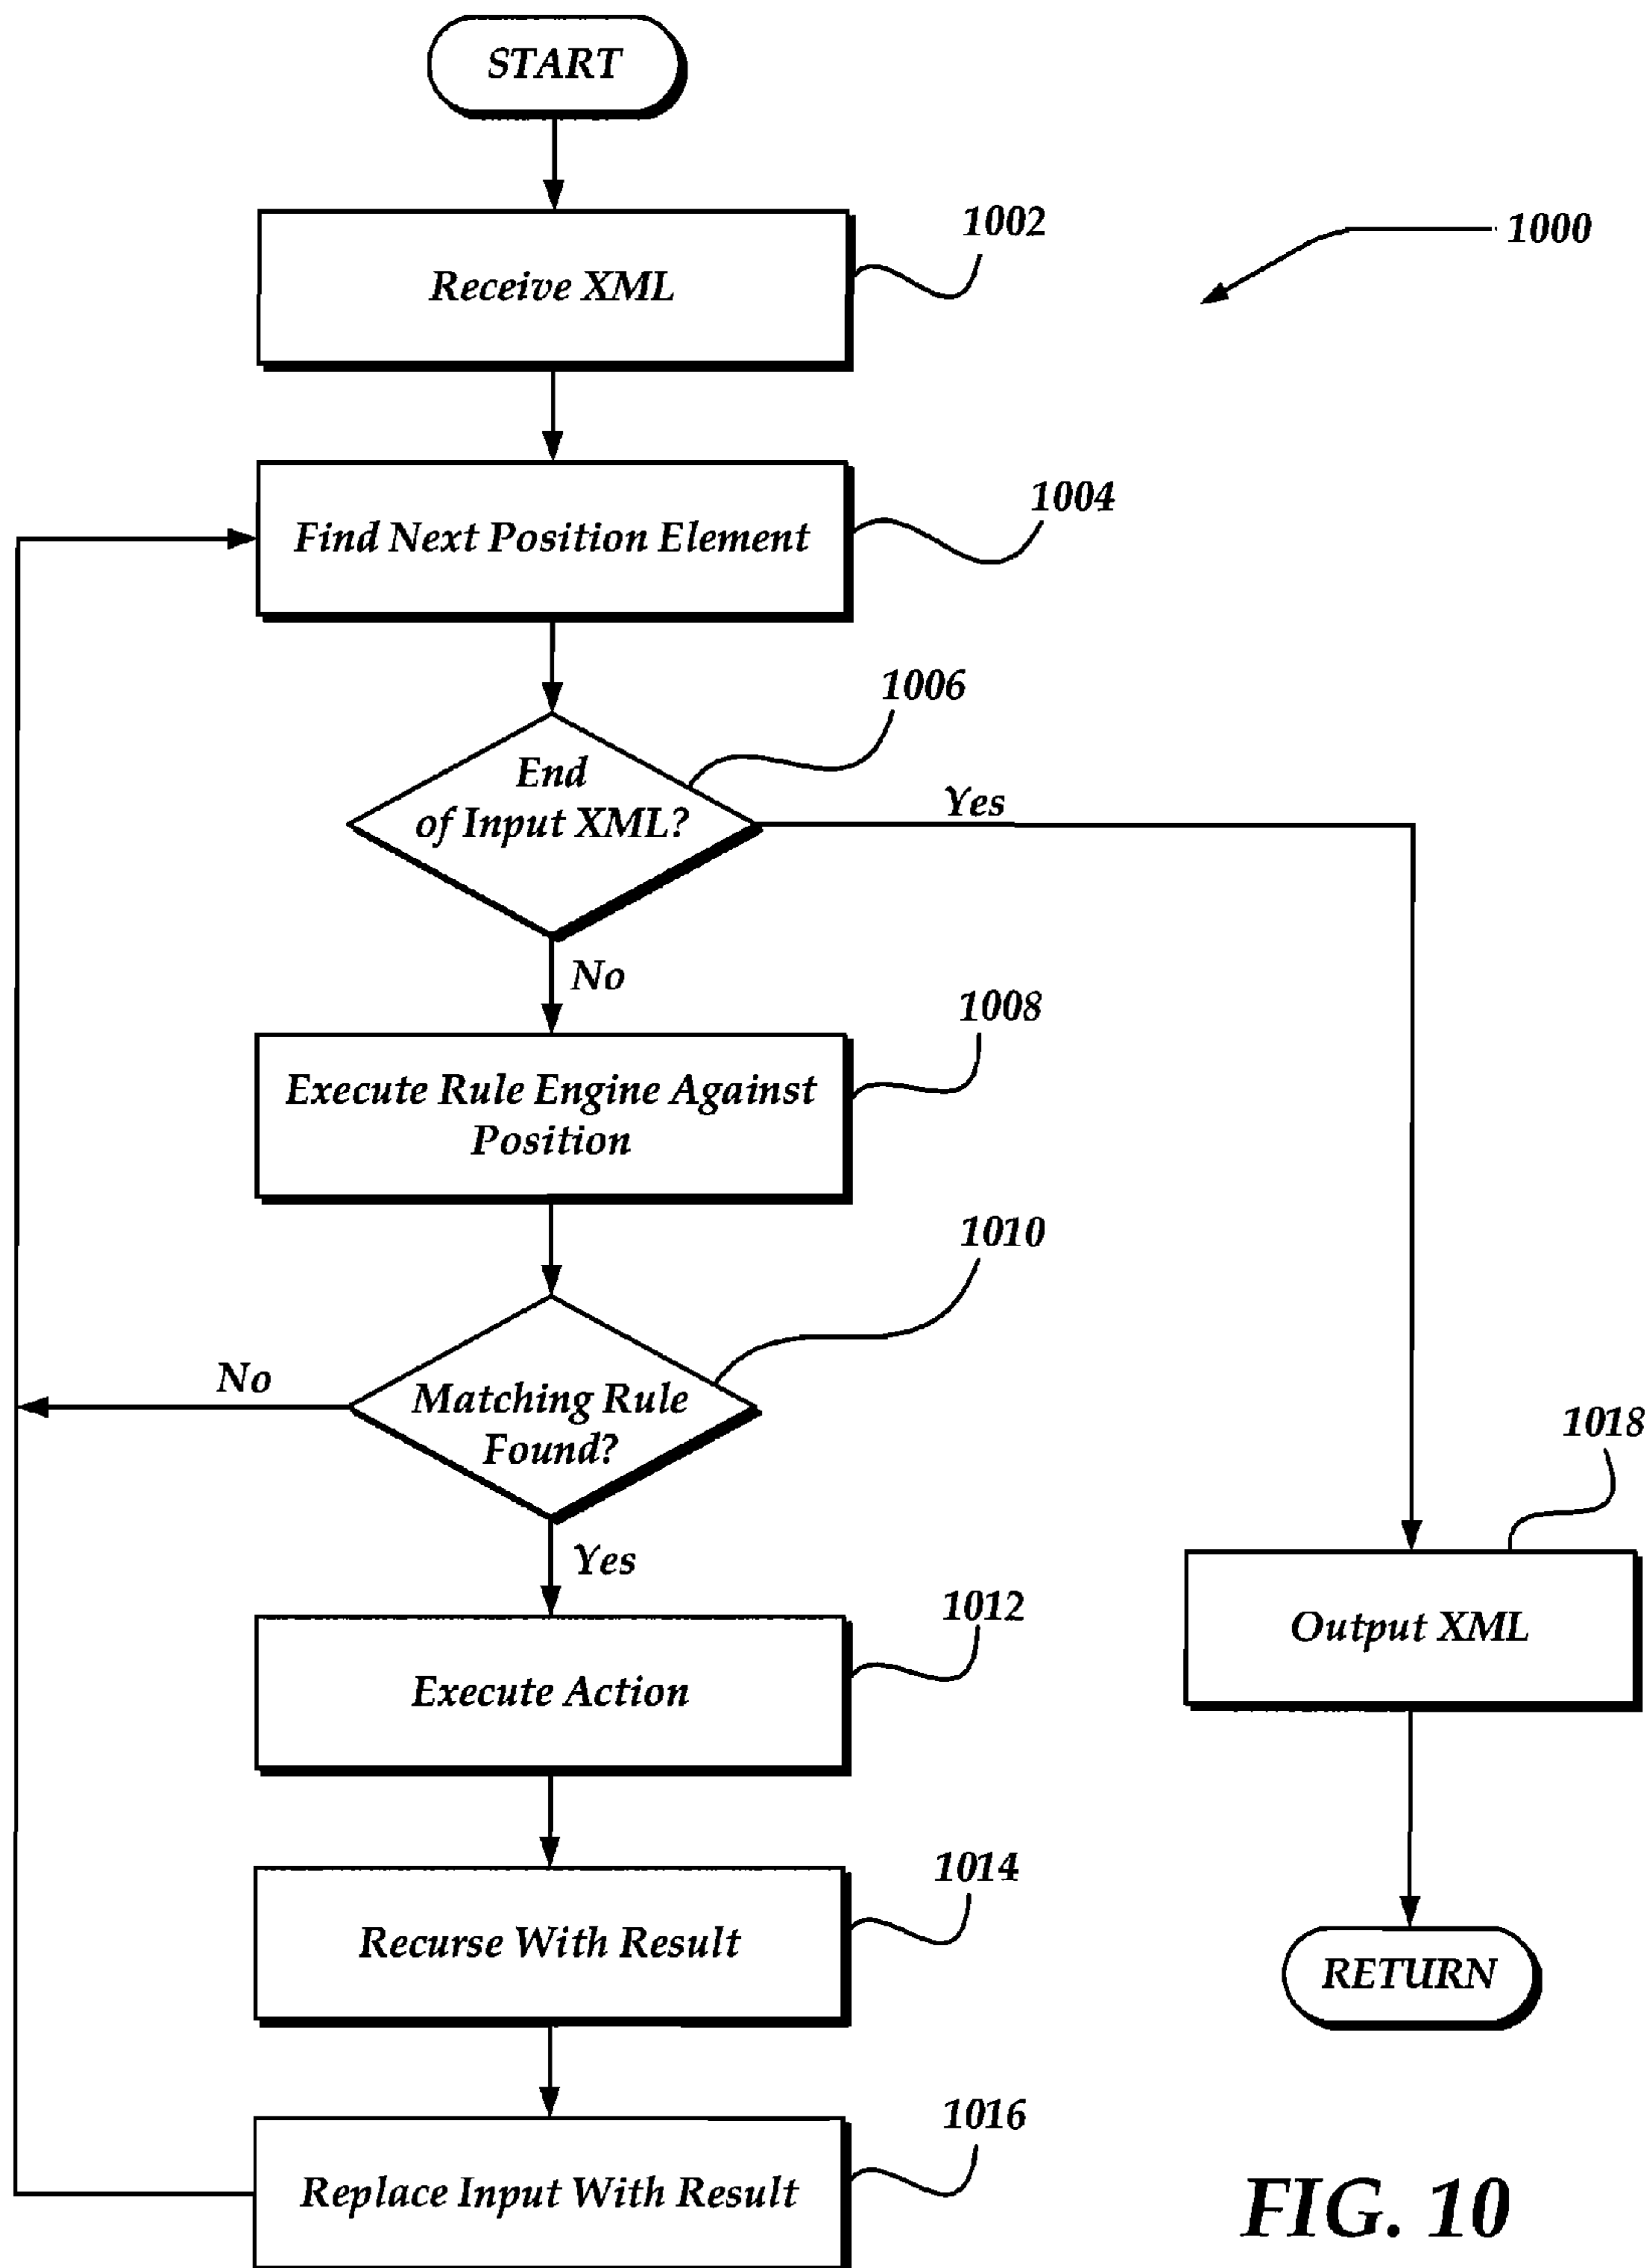 START
1002
1000
Receive XML
1004
Find Next Position Element
1006
End
of Input XML?
Yes
No
1008
Execute Rule Engine Against
Position
1010
No
Matching Rule
Found?
1018
Yes
1012
Output XML
Execute Action
1014
Recurse With Result
RETURN
1016
Replace Input With Result
FIG. 10